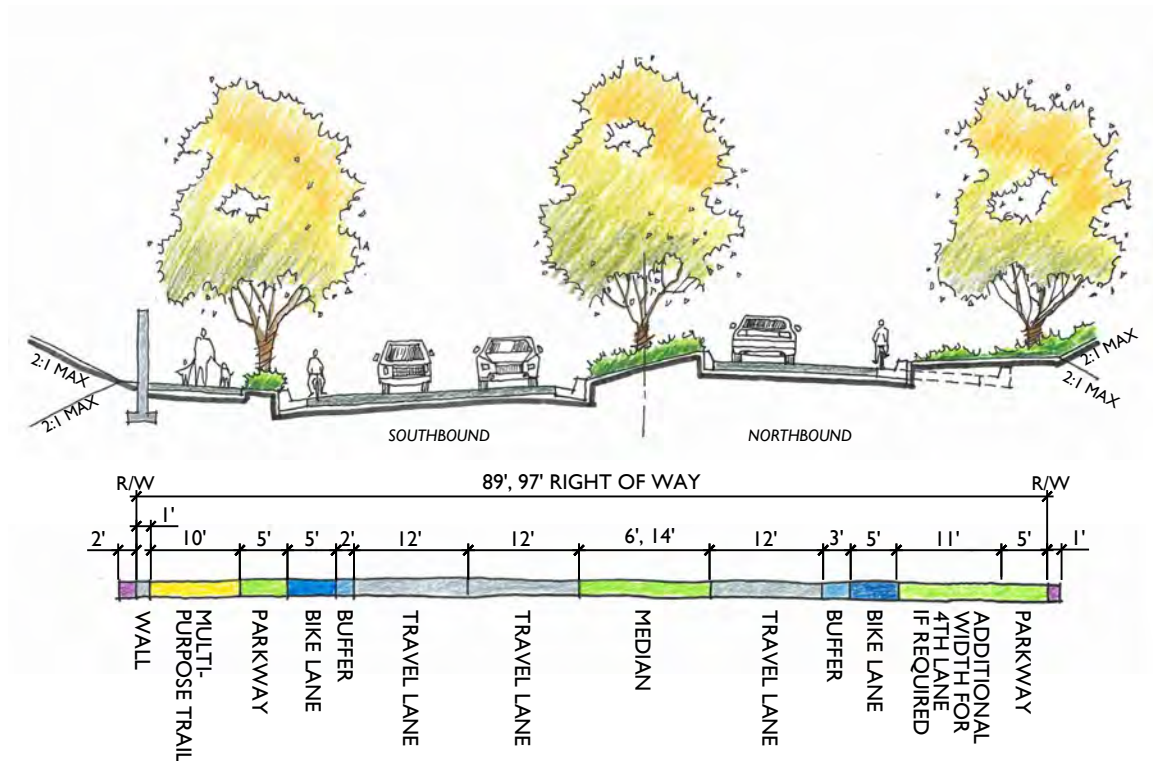 2:1 MAX
2:1 MAX
2:1 MAX
2:1 MAX
SOUTHBOUND
NORTHBOUND
R/W
89', 97' RIGHT OF WAY
R/W
1'
2'
10'
5'
5'
2'
12'
12'
6', 14'
12'
3'
5'
11'
5'
1'
WALL
MULTI-
PURPOSE TRAIL
PARKWAY
BIKE LANE
BUFFER
TRAVEL LANE
TRAVEL LANE
MEDIAN
TRAVEL LANE
BUFFER
BIKE LANE
ADDITIONAL
WIDTH FOR
4TH LANE
IF REQUIRED
PARKWAY